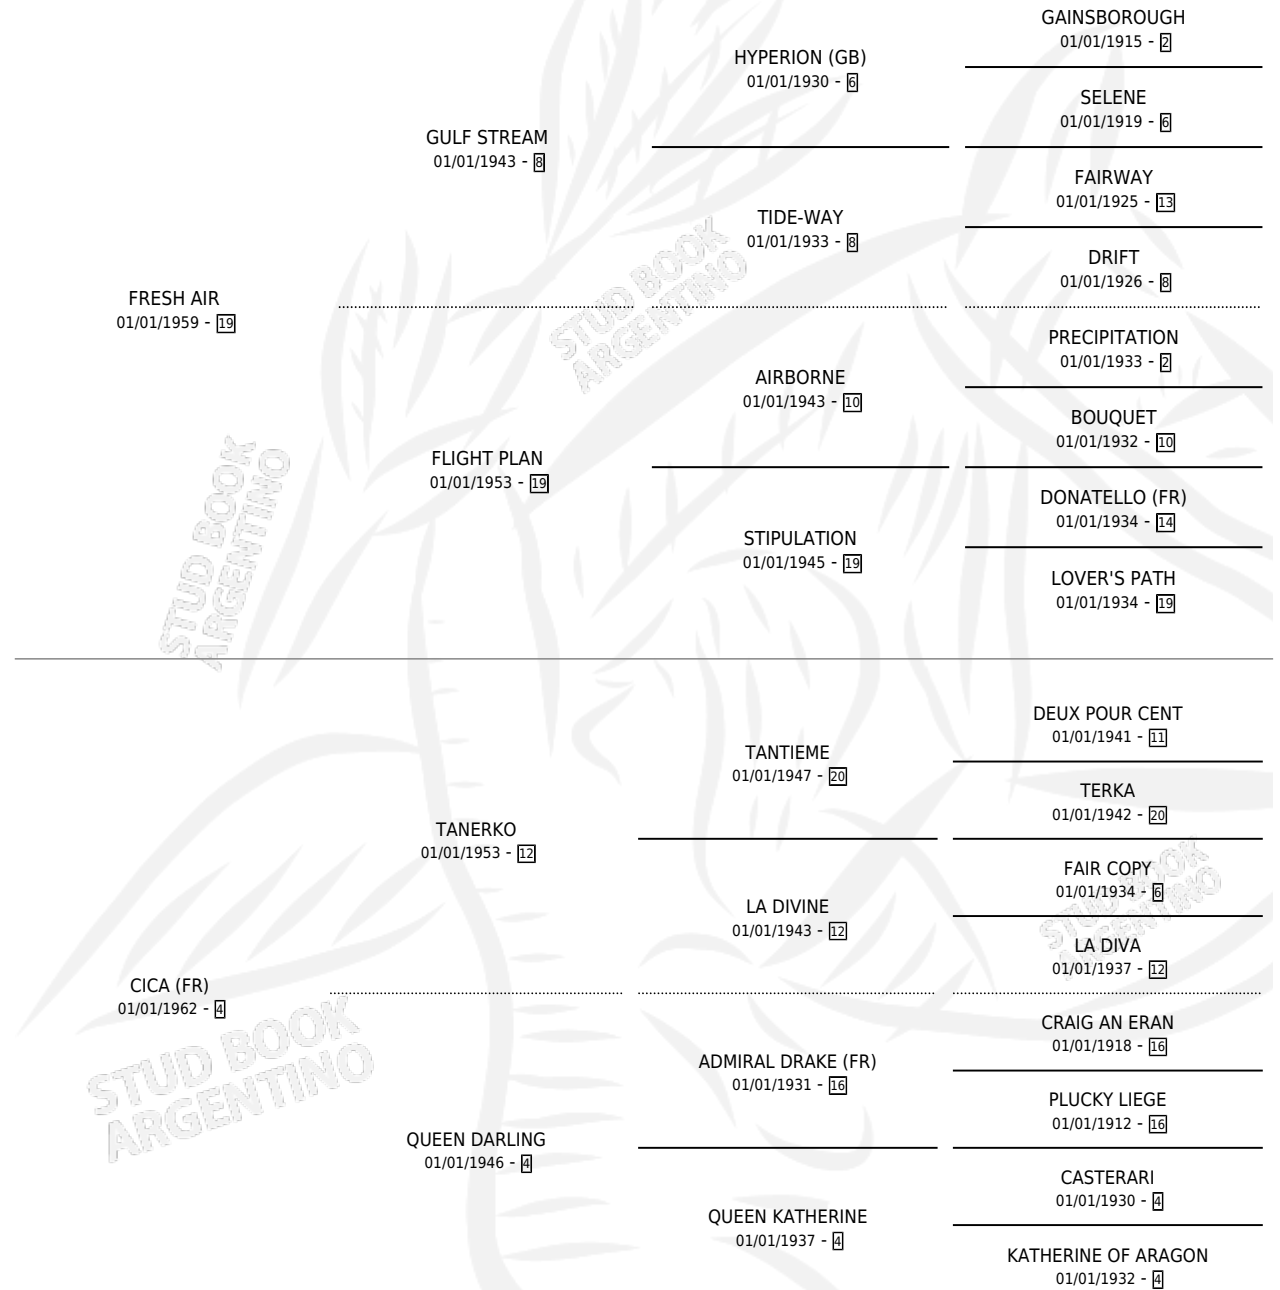 GAINSBOROUGH
01/01/1915 - 2
HYPERION (GB)
01/01/1930 - 6
SELENE
01/01/1919 - 6
GULF STREAM
01/01/1943 - 8
FAIRWAY
01/01/1925 - 13
TIDE-WAY
01/01/1933 - 8
DRIFT
01/01/1926 - 8
FRESH AIR
01/01/1959 - 19
STUD BOOK
ARGENTINO
PRECIPITATION
01/01/1933 - 2
AIRBORNE
01/01/1943 - 10
BOUQUET
01/01/1932 - 10
FLIGHT PLAN
01/01/1953 - 19
DONATELLO (FR)
01/01/1934 - 14
STIPULATION
01/01/1945 - 19
LOVER'S PATH
01/01/1934 - 19
STUD BOOK
ARGENTINO
DEUX POUR CENT
01/01/1941 - 11
TANTIEME
01/01/1947 - 20
TERKA
01/01/1942 - 20
TANERKO
01/01/1953 - 12
FAIR COPY
01/01/1934 - 6
LA DIVINE
01/01/1943 - 12
STUD BOOK
ARGENTINO
LA DIVA
01/01/1937 - 12
CICA (FR)
01/01/1962 - 4
STUD BOOK
ARGENTINO
CRAIG AN ERAN
01/01/1918 - 16
ADMIRAL DRAKE (FR)
01/01/1931 - 16
PLUCKY LIEGE
01/01/1912 - 16
QUEEN DARLING
01/01/1946 - 4
CASTERARI
01/01/1930 - 4
QUEEN KATHERINE
01/01/1937 - 4
KATHERINE OF ARAGON
01/01/1932 - 4